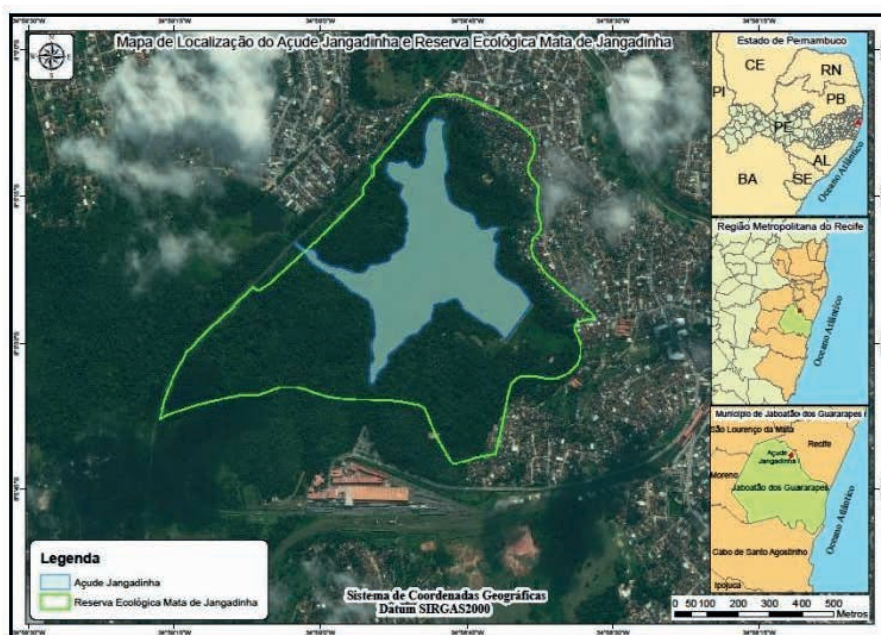 Mapa de Localização do Açude Jangadinha e Reserva Ecológica Mata de Jangadinha
N
S
Estado de Pernambuco
CE
RN
PI
PB
PE
AL
BA
SE
Oceano Atlântico
Região Metropolitana do Recife
Oceano Atlântico
Município de Jaboatão dos Guararapes
São Lourenço da Mata
Recife
Açude
Jangadinha
Moreno
Jaboatão dos Guararapes
Oceano Atlântico
Cabo de Santo Agostinho
Ipojuca
Legenda
Açude Jangadinha
Reserva Ecológica Mata de Jangadinha
Sistema de Coordenadas Geográficas
Datum SIRGAS2000
0 50 100 200 300 400 500 600
Metros